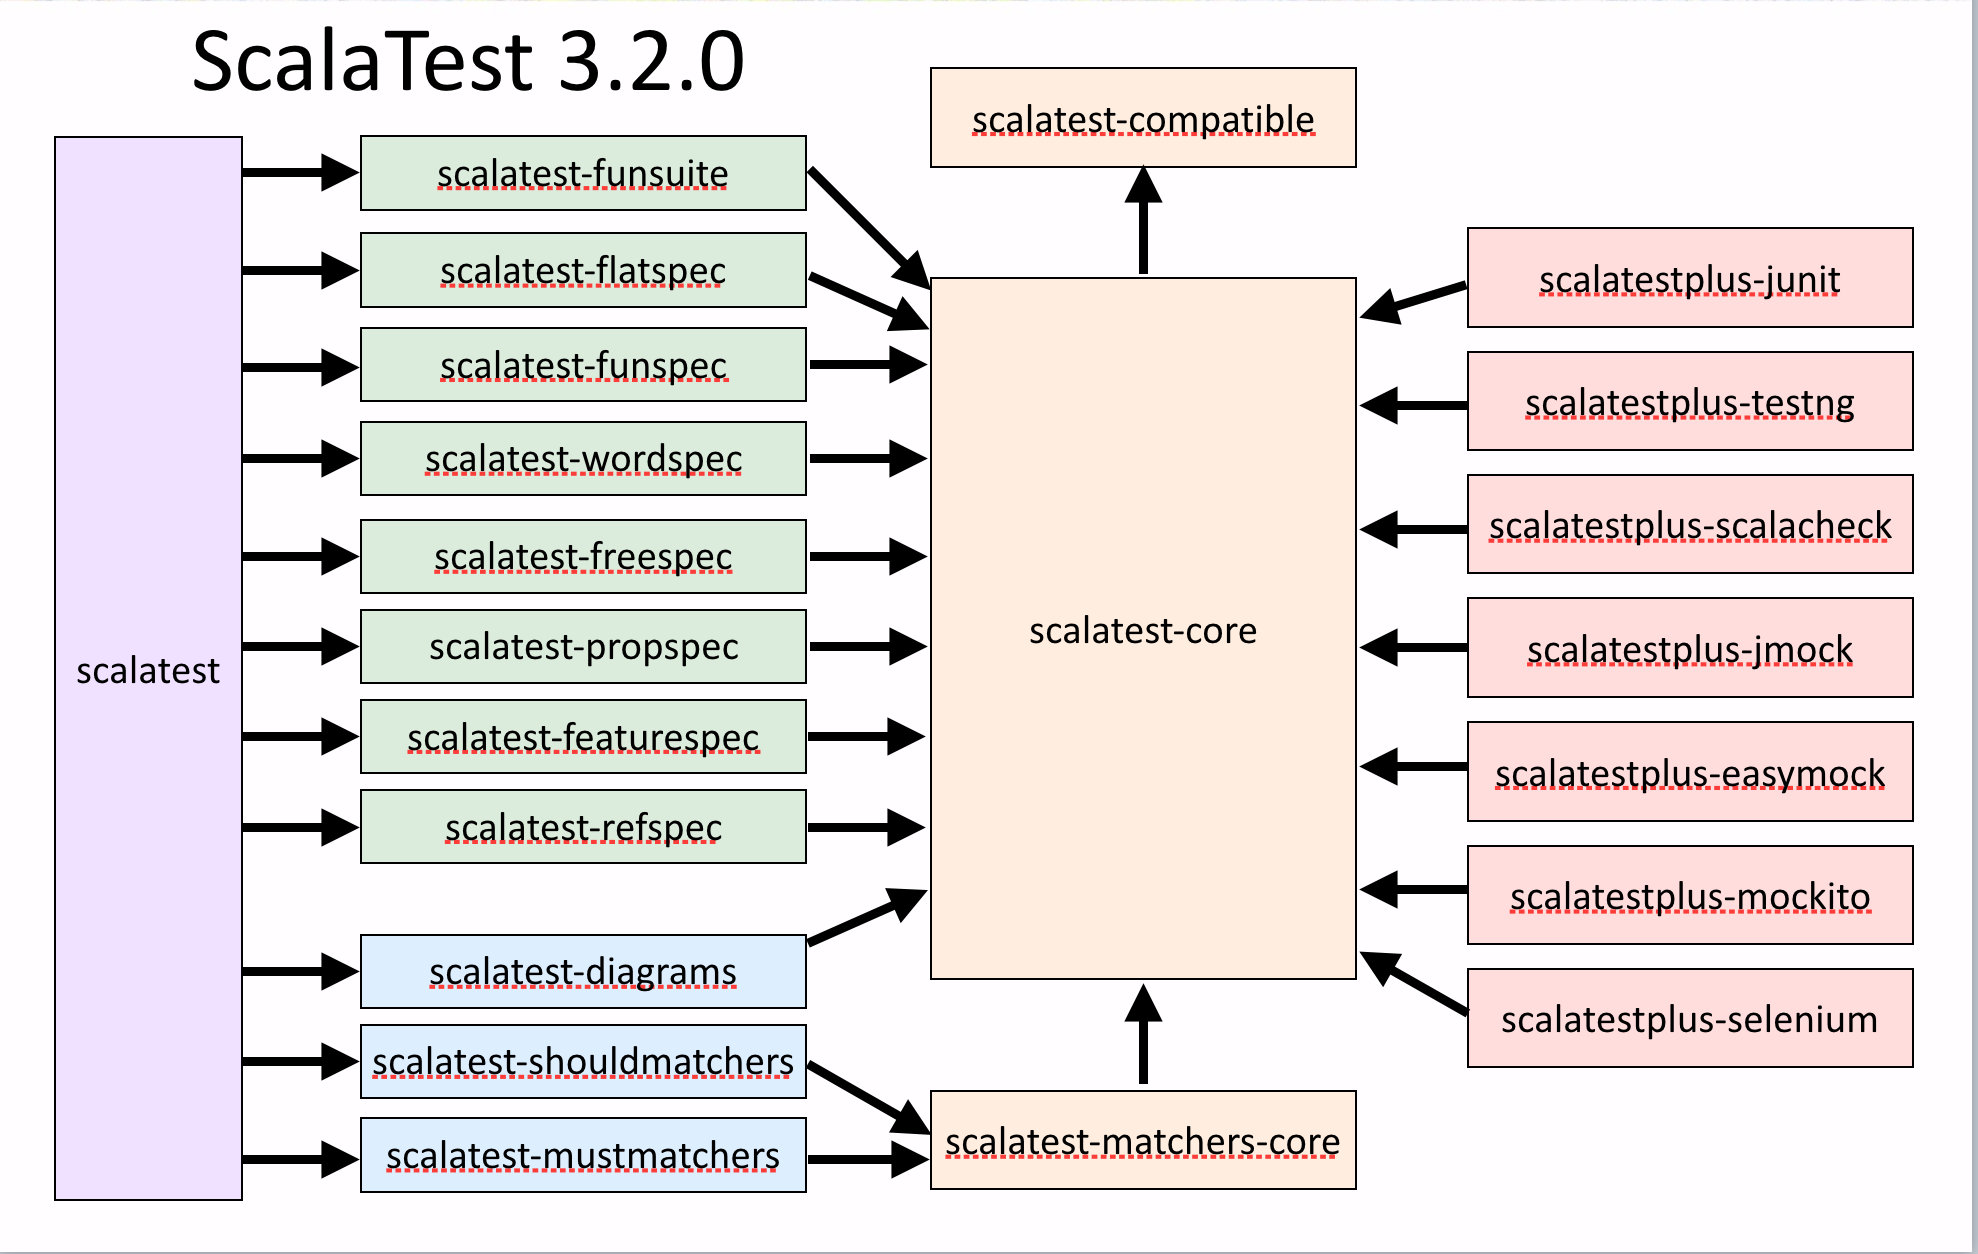 ScalaTest 3.2.0
scalatest
scalatest-funsuite
scalatest-flatspec
scalatest-funspec
scalatest-wordspec
scalatest-freespec
scalatest-propspec
scalatest-featurespec
scalatest-refspec
scalatest-diagrams
scalatest-shouldmatchers
scalatest-mustmatchers
scalatest-compatible
scalatest-core
scalatest-matchers-core
scalatestplus-junit
scalatestplus-testng
scalatestplus-scalacheck
scalatestplus-jmock
scalatestplus-easymock
scalatestplus-mockito
scalatestplus-selenium